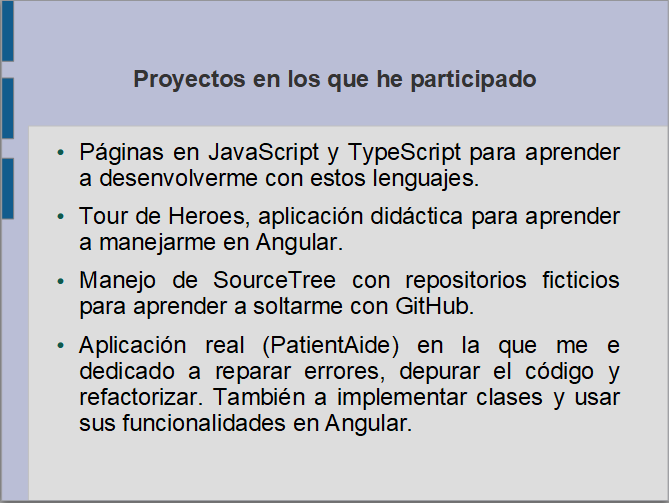 Proyectos en los que he participado
Páginas en JavaScript y TypeScript para aprender
a desenvolverme con estos lenguajes.
Tour de Heroes, aplicación didáctica para aprender
a manejarme en Angular.
Manejo de SourceTree con repositorios ficticios
para aprender a soltarme con GitHub.
Aplicación real (PatientAide) en la que me e
dedicado a reparar errores, depurar el código y
refactorizar. También a implementar clases y usar
sus funcionalidades en Angular.